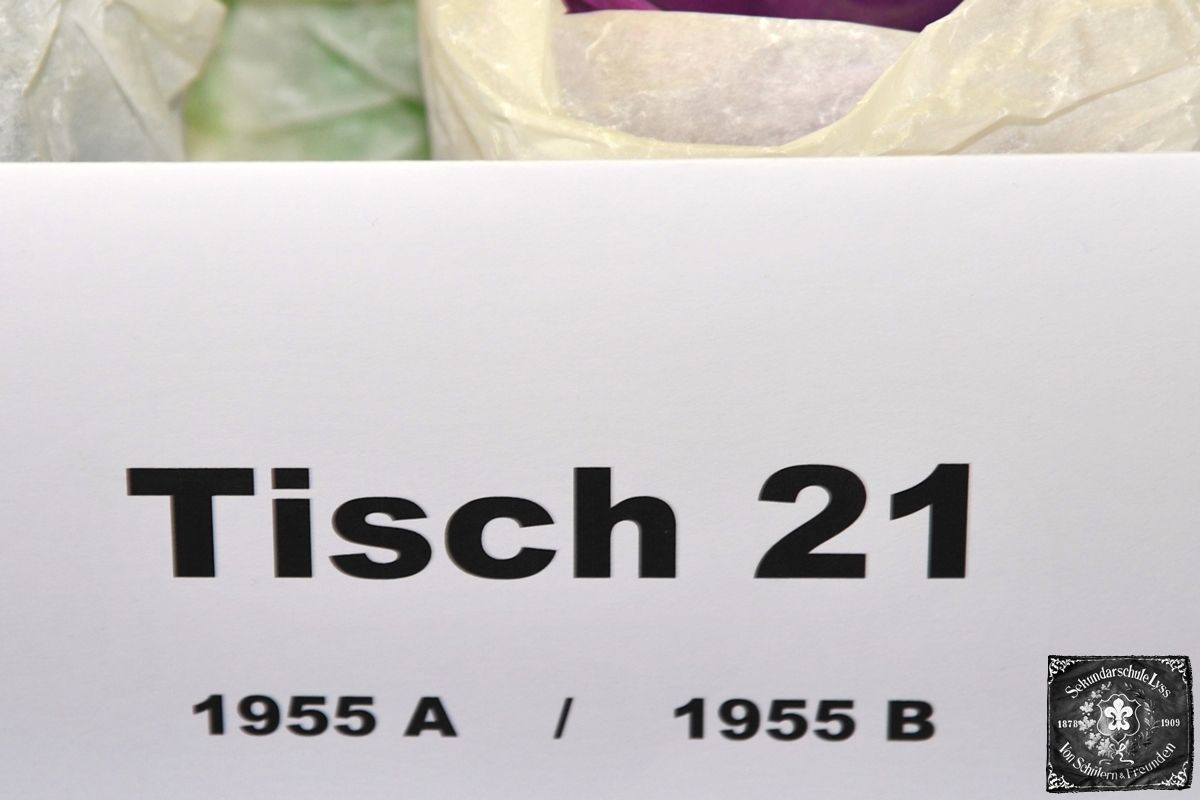 Tisch 21
1955 A / 1955 B
Sekundarschule Lyss
1878 1909
Von Schülern & Freunden